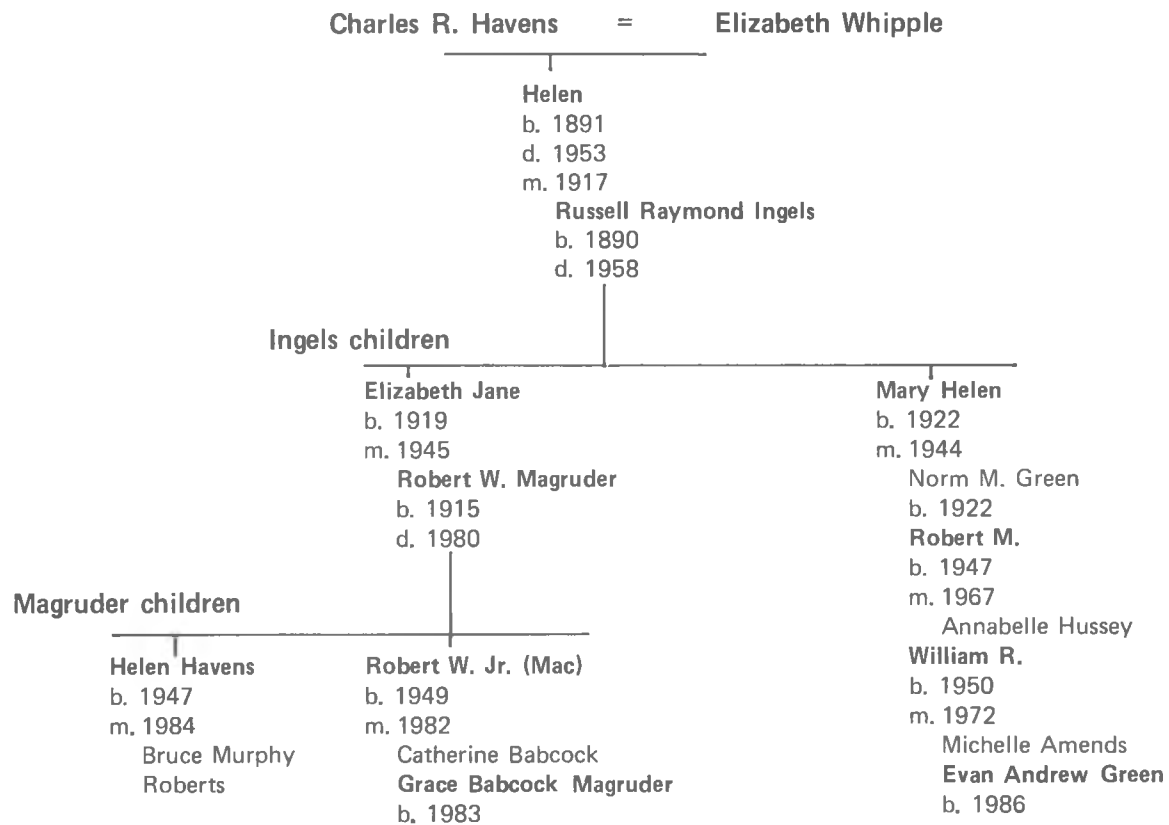 Charles R. Havens = Elizabeth Whipple
Helen
b. 1891
d. 1953
m. 1917
Russell Raymond Ingels
b. 1890
d. 1958
Ingels children
Elizabeth Jane
b. 1919
m. 1945
Robert W. Magruder
b. 1915
d. 1980
Mary Helen
b. 1922
m. 1944
Norm M. Green
b. 1922
Robert M.
b. 1947
m. 1967
Annabelle Hussey
William R.
b. 1950
m. 1972
Michelle Amends
Evan Andrew Green
b. 1986
Magruder children
Helen Havens
b. 1947
m. 1984
Bruce Murphy
Roberts
Robert W. Jr. (Mac)
b. 1949
m. 1982
Catherine Babcock
Grace Babcock Magruder
b. 1983